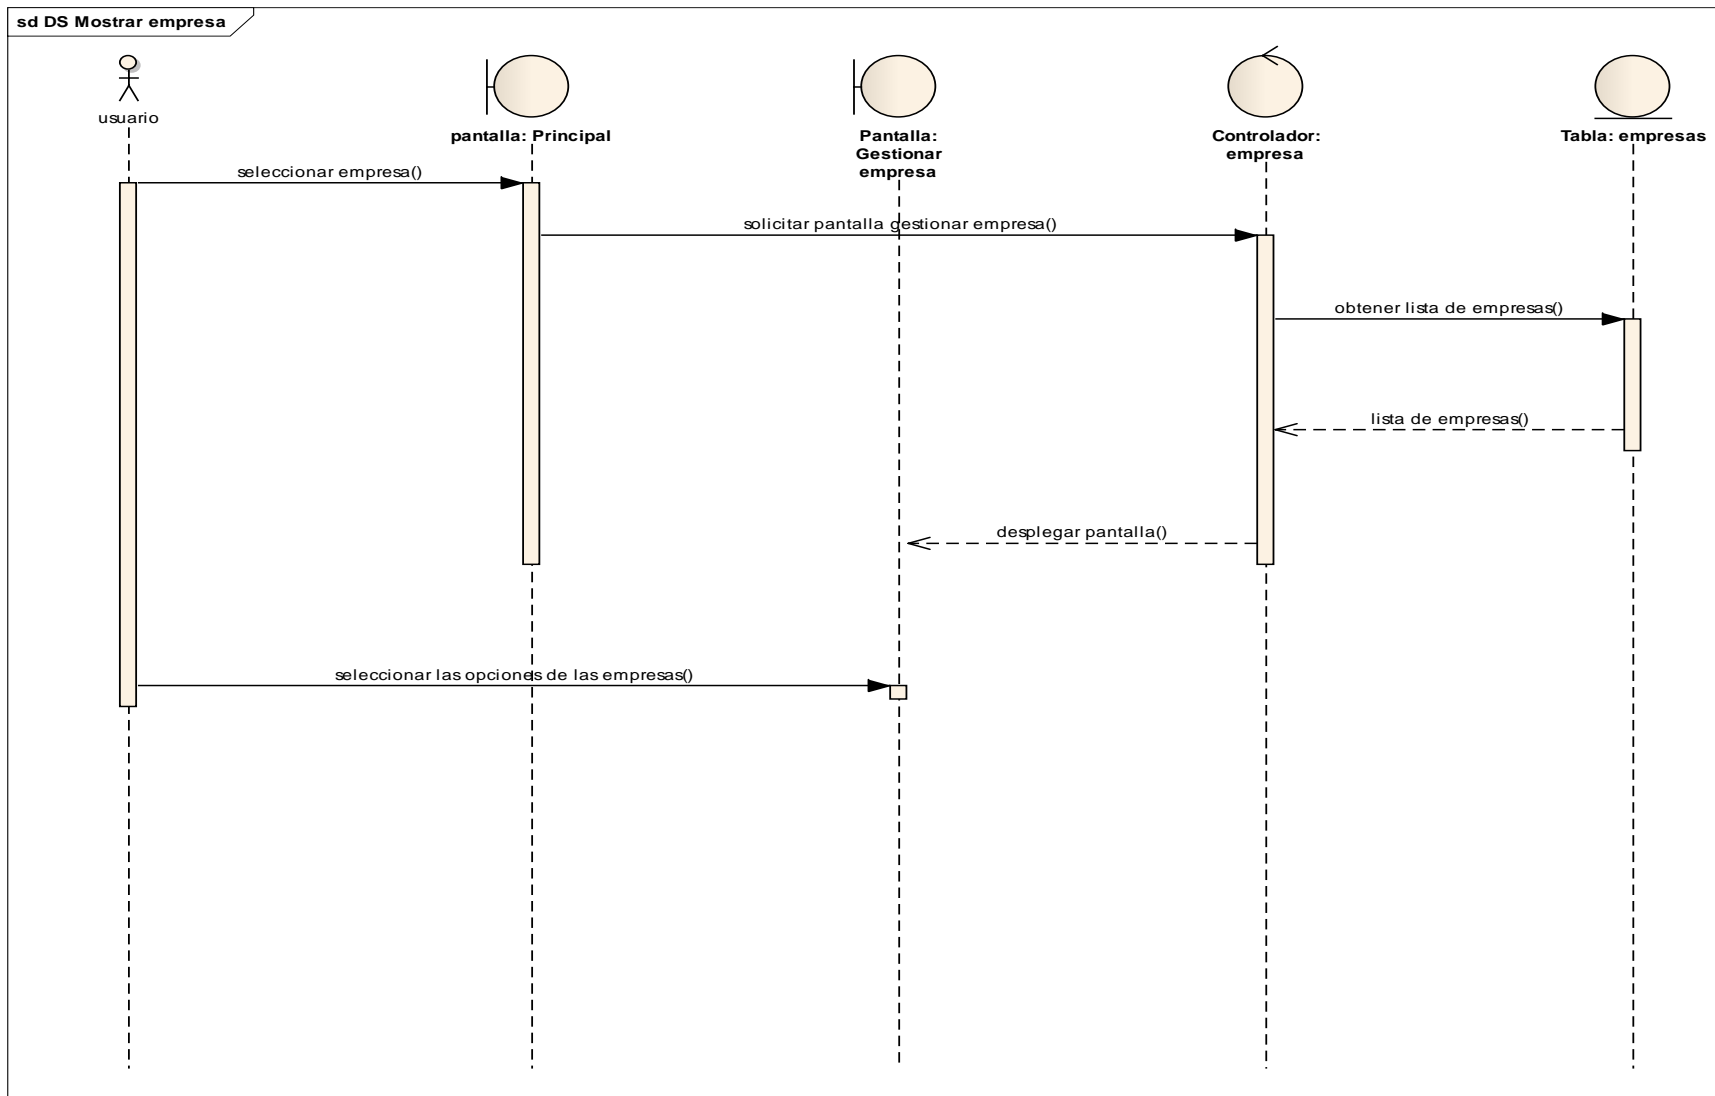 sd DS Mostrar empresa
usuario
pantalla: Principal
Pantalla:
Gestionar
empresa
Controlador:
empresa
Tabla: empresas
seleccionar empresa()
solicitar pantalla gestionar empresa()
obtener lista de empresas()
lista de empresas()
desplegar pantalla()
seleccionar las opciones de las empresas()